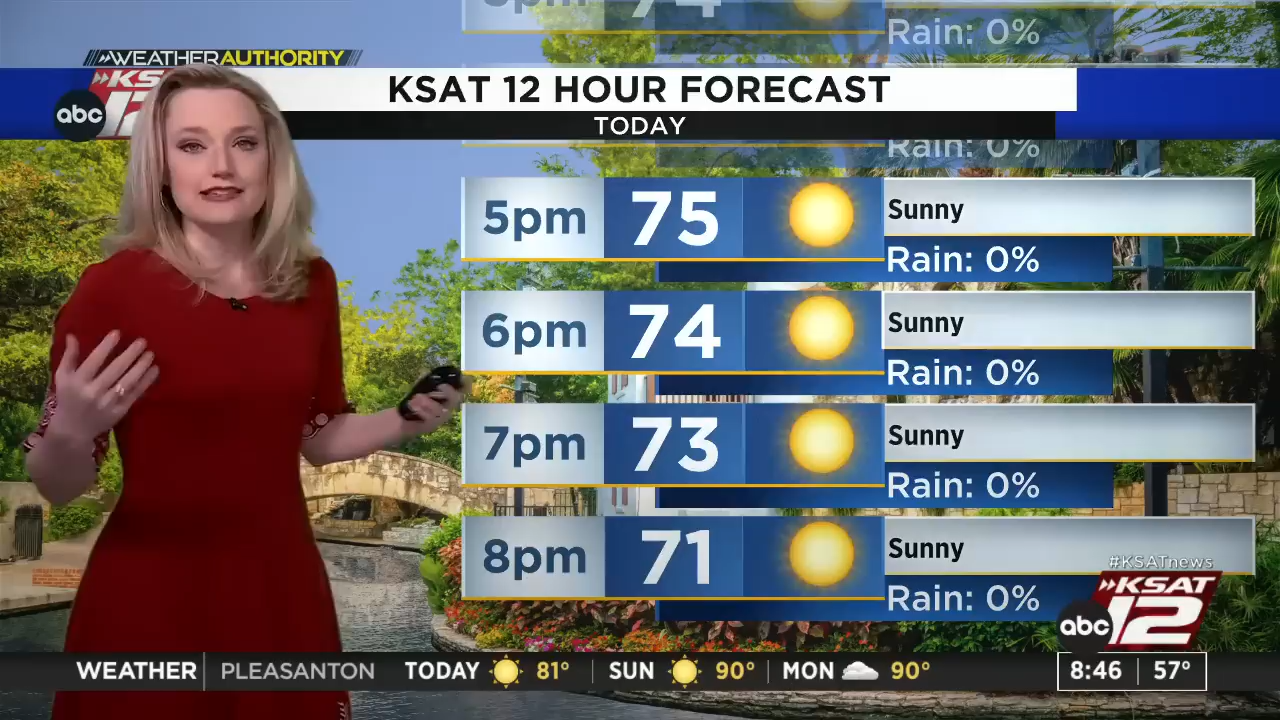 74
Rain: 0%
WEATHERAUTHORITY
KSAT 12 HOUR FORECAST
abc
TODAY
Rain: 0%
5pm 75 Sunny
Rain: 0%
6pm 74 Sunny
Rain: 0%
7pm 73 Sunny
Rain: 0%
8pm 71 Sunny
Rain: 0%
#KSATnews
KSAT
abc 12
WEATHER PLEASANTON TODAY 81° SUN 90° MON 90° 8:46 57°